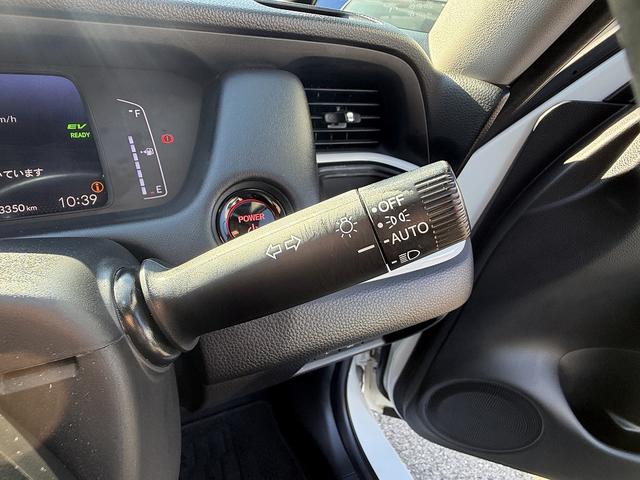 m/h
EV
READY
ています
3350 km
10:39
F
E
POWER
OFF
AUTO